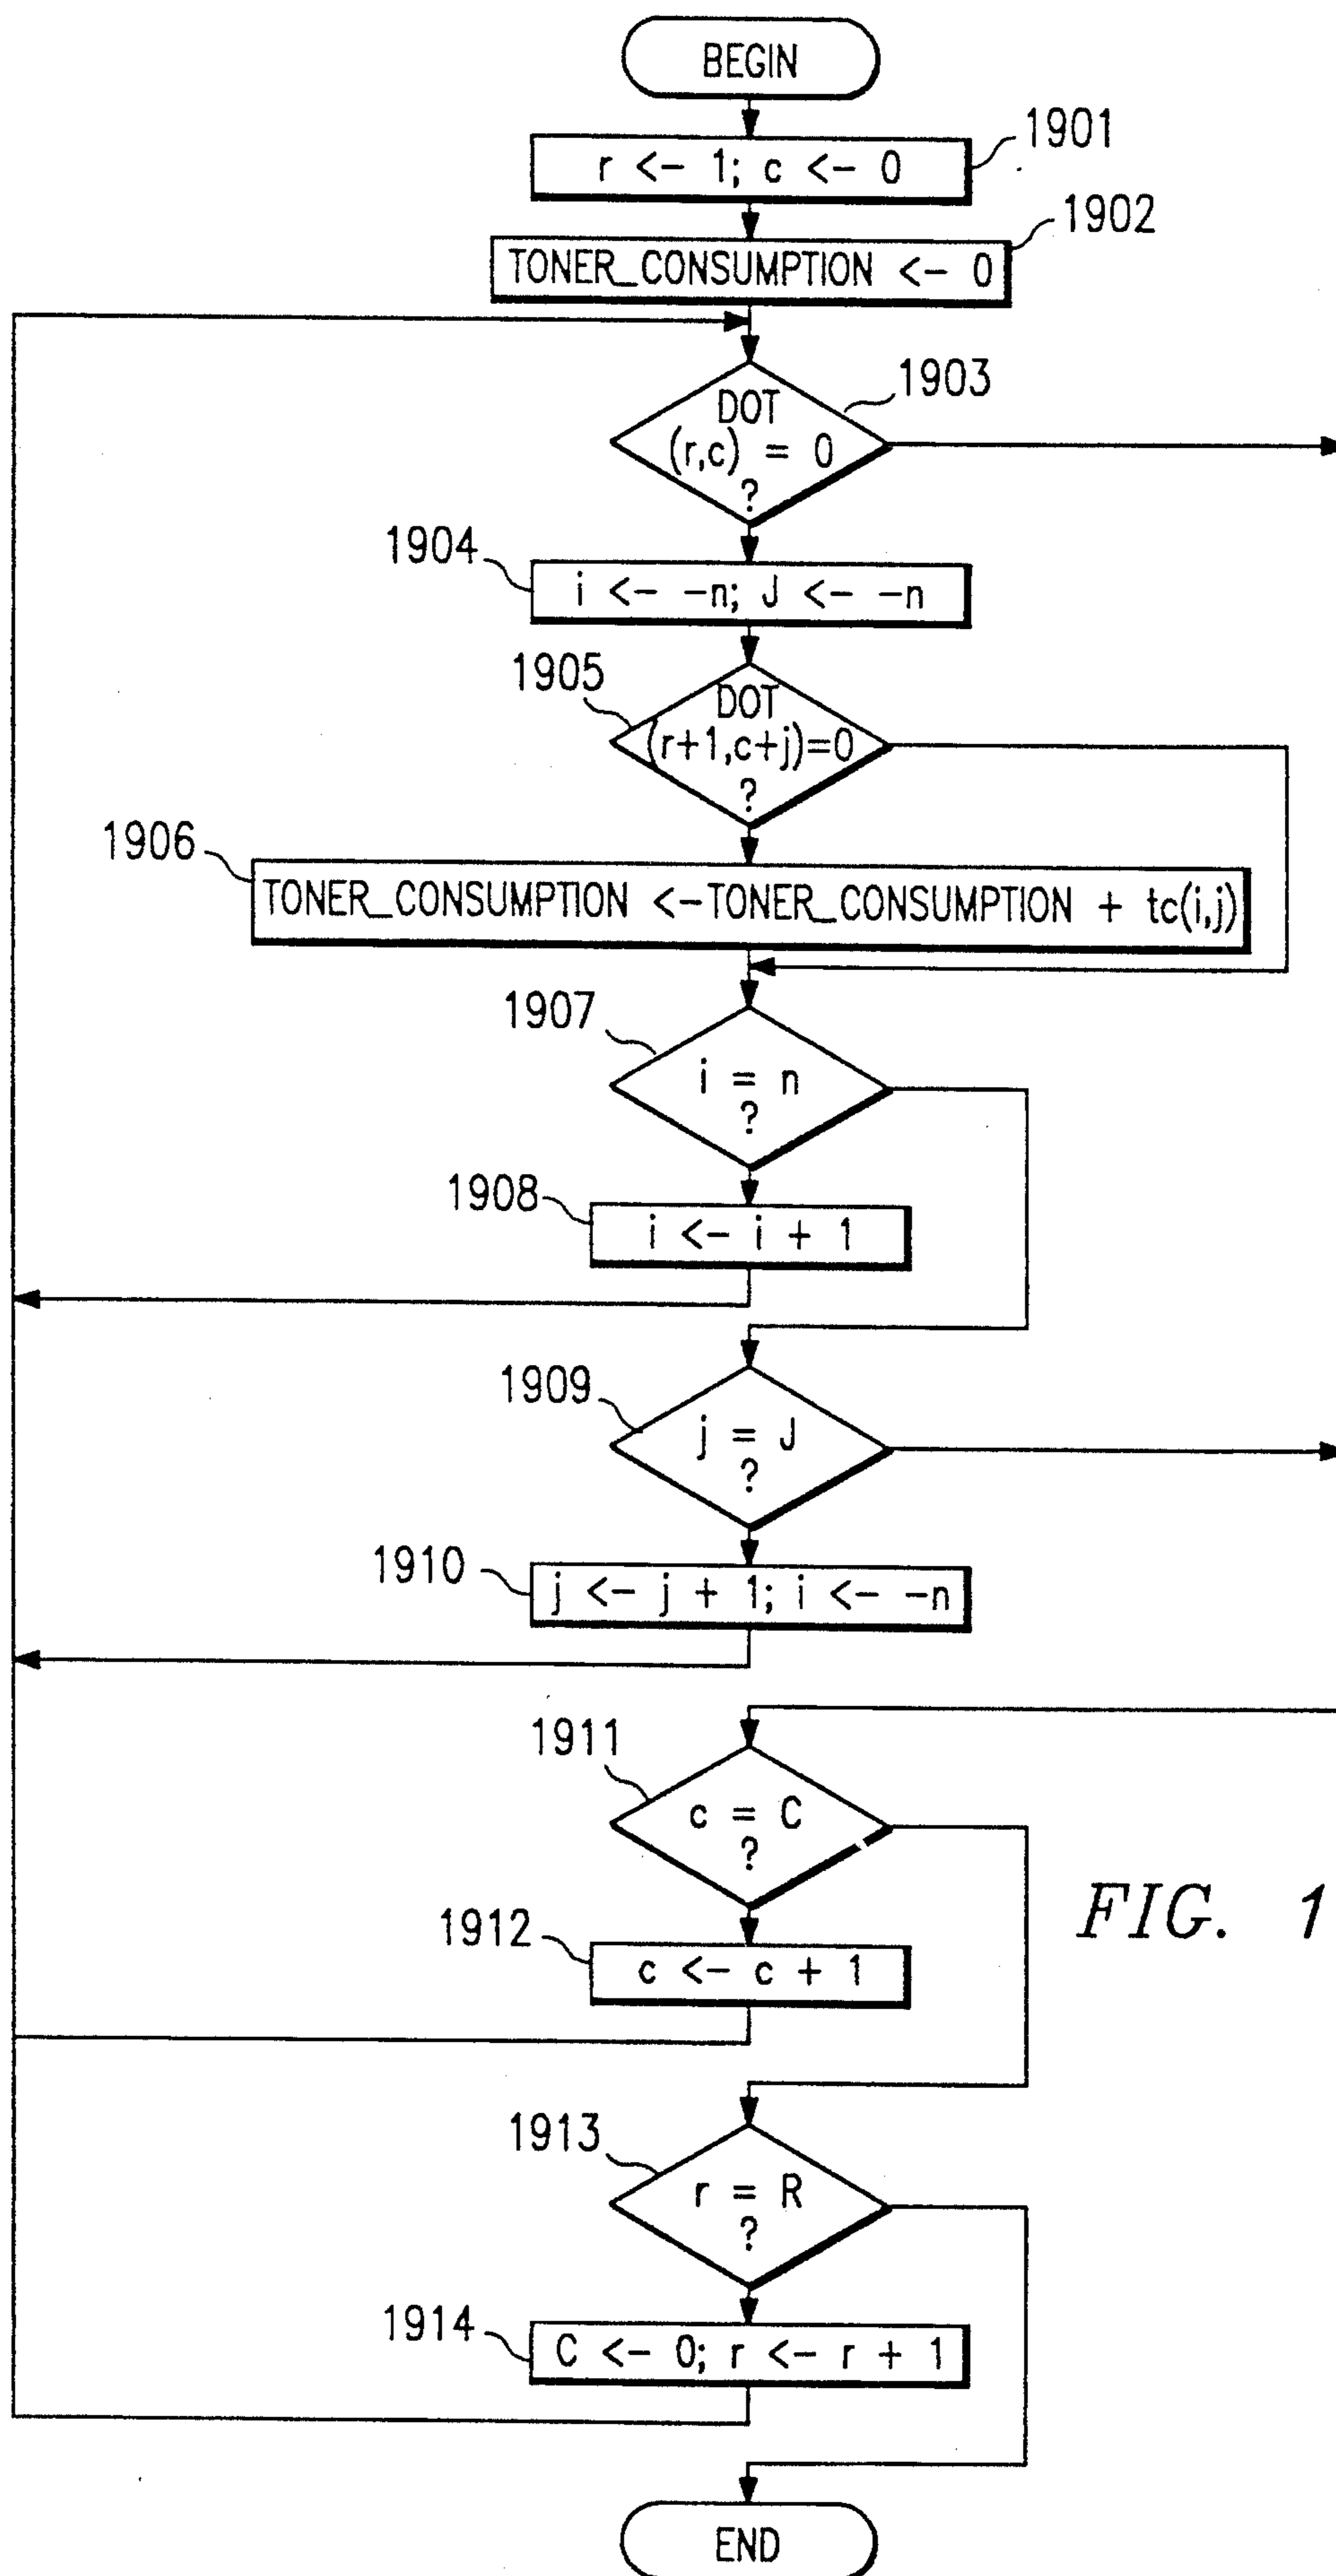 BEGIN
1901
r <- 1; c <- 0
1902
TONER_CONSUMPTION <- 0
1903
DOT
(r,c) = 0
?
1904
i <- -n; J <- -n
1905
DOT
(r+1,c+j)=0
?
1906
TONER_CONSUMPTION <-TONER_CONSUMPTION + tc(i,j)
1907
i = n
?
1908
i <- i + 1
1909
j = J
?
1910
j <- j + 1; i <- -n
1911
c = C
?
FIG. 1
1912
c <- c + 1
1913
r = R
?
1914
C <- 0; r <- r + 1
END